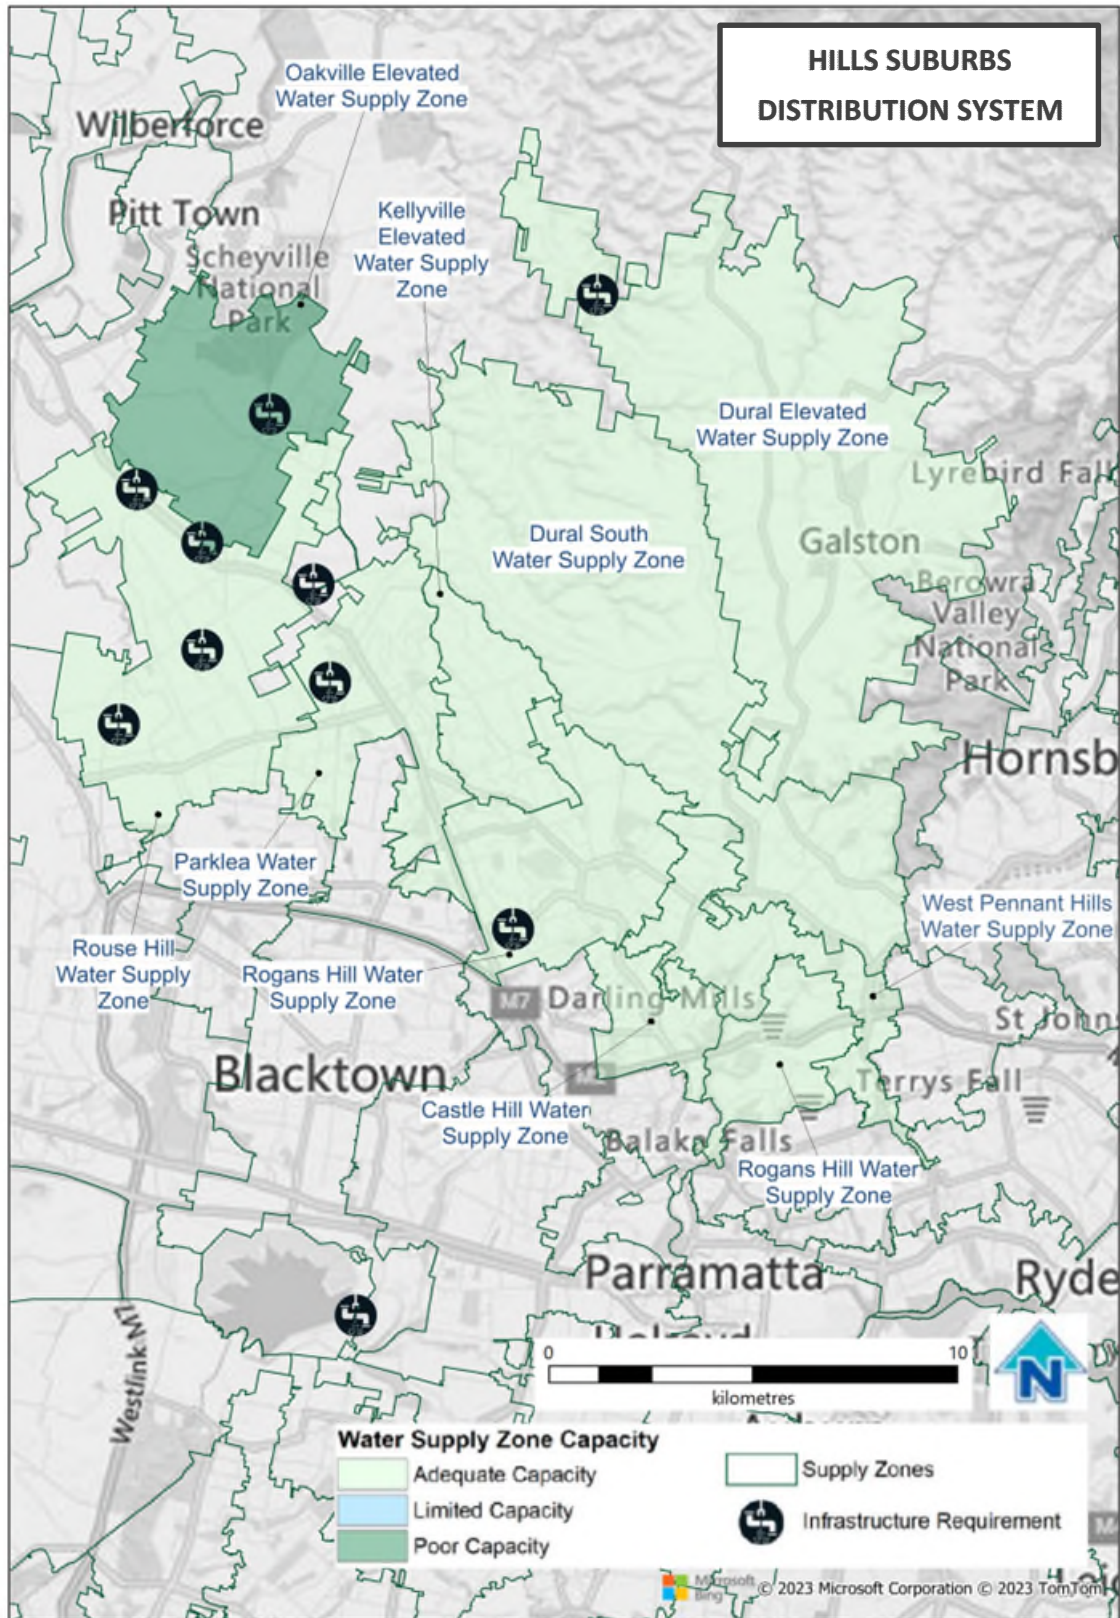 HILLS SUBURBS
DISTRIBUTION SYSTEM
Oakville Elevated
Water Supply Zone
Wilberforce
Pitt Town
Scheyville
National
Park
Kellyville
Elevated
Water Supply
Zone
Dural Elevated
Water Supply Zone
Lyrebird Fall
Dural South
Water Supply Zone
Galston
Berowra
Valley
National
Park
Hornsb
Parklea Water
Supply Zone
West Pennant Hills
Water Supply Zone
Rouse Hill
Water Supply
Zone
Rogans Hill Water
Supply Zone
M7
Darling Mills
St John
Blacktown
Terrys Fall
Castle Hill Water
Supply Zone
Balaka Falls
Rogans Hill Water
Supply Zone
Parramatta
Ryde
Westlink M7
0
10
kilometres
N
Water Supply Zone Capacity
Adequate Capacity
Limited Capacity
Poor Capacity
Supply Zones
Infrastructure Requirement
Microsoft
Bing
© 2023 Microsoft Corporation © 2023 TomTom